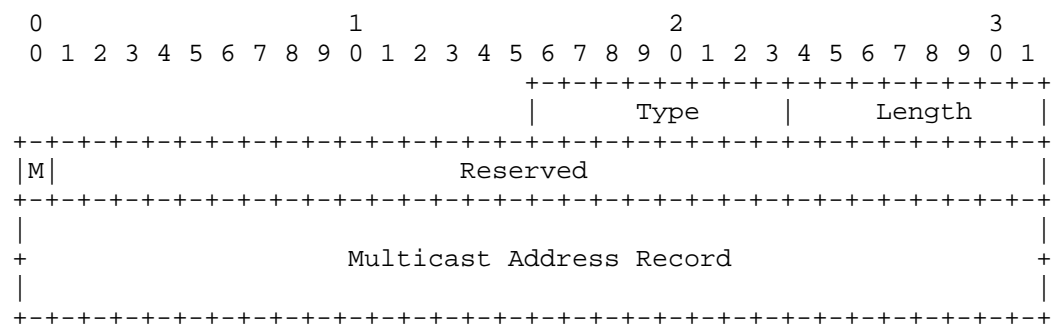 0                   1                   2                   3
0 1 2 3 4 5 6 7 8 9 0 1 2 3 4 5 6 7 8 9 0 1 2 3 4 5 6 7 8 9 0 1
                                +-+-+-+-+-+-+-+-+-+-+-+-+-+-+-+-+
                                |     Type      |     Length    |
+-+-+-+-+-+-+-+-+-+-+-+-+-+-+-+-+-+-+-+-+-+-+-+-+-+-+-+-+-+-+-+-+
|M|                         Reserved                            |
+-+-+-+-+-+-+-+-+-+-+-+-+-+-+-+-+-+-+-+-+-+-+-+-+-+-+-+-+-+-+-+-+
|                                                               |
+                    Multicast Address Record                   +
|                                                               |
+-+-+-+-+-+-+-+-+-+-+-+-+-+-+-+-+-+-+-+-+-+-+-+-+-+-+-+-+-+-+-+-+